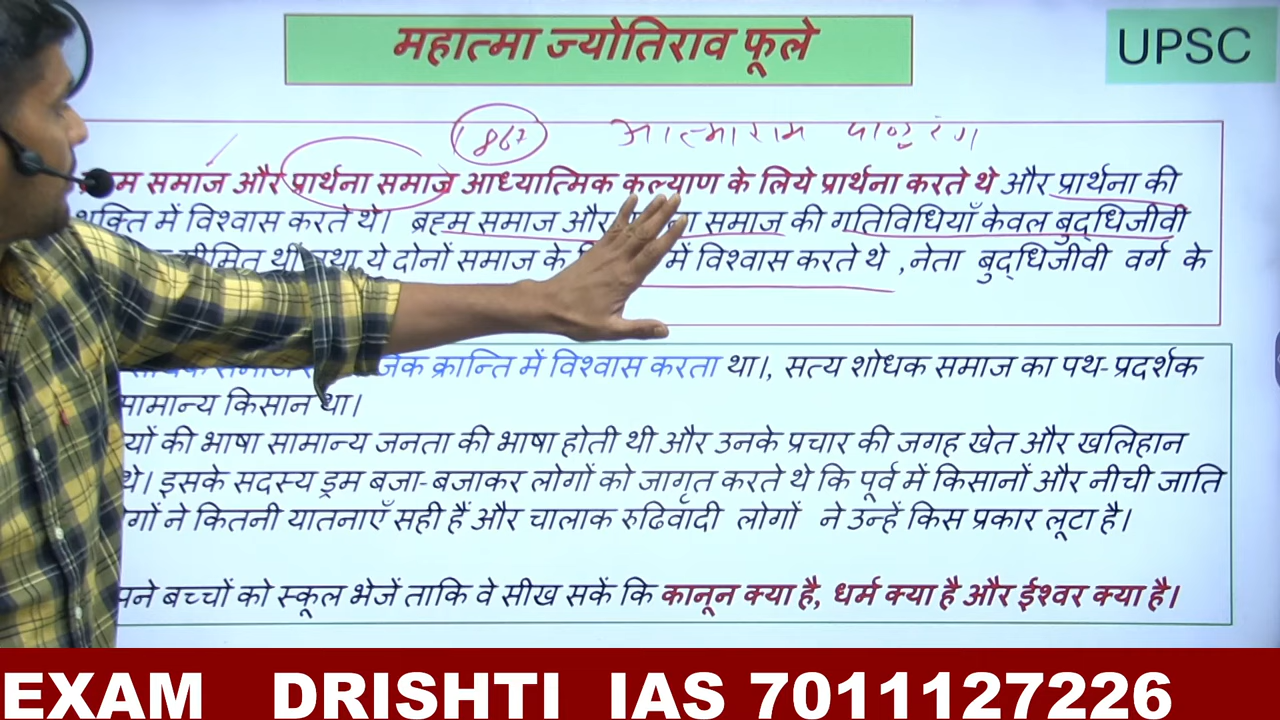 महात्मा ज्योतिराव फूले
UPSC
1867 आत्माराम पाण्डुरंग
समाज और प्रार्थना समाज आध्यात्मिक कल्याण के लिये प्रार्थना करते थे और प्रार्थना की
में विश्वास करते थे। ब्रह्म समाज और समाज की गतिविधियाँ केवल बुद्धिजीवी
ये दोनों समाज के में विश्वास करते थे ,नेता बुद्धिजीवी वर्ग के
क्रान्ति में विश्वास करता था।, सत्य शोधक समाज का पथ-प्रदर्शक
सामान्य किसान था।
की भाषा सामान्य जनता की भाषा होती थी और उनके प्रचार की जगह खेत और खलिहान
थे। इसके सदस्य ड्रम बजा-बजाकर लोगों को जागृत करते थे कि पूर्व में किसानों और नीची जाति
ने कितनी यातनाएँ सही हैं और चालाक रुढिवादी लोगों ने उन्हें किस प्रकार लूटा है।
बच्चों को स्कूल भेजें ताकि वे सीख सकें कि कानून क्या है, धर्म क्या है और ईश्वर क्या है।
EXAM DRISHTI IAS 7011127226